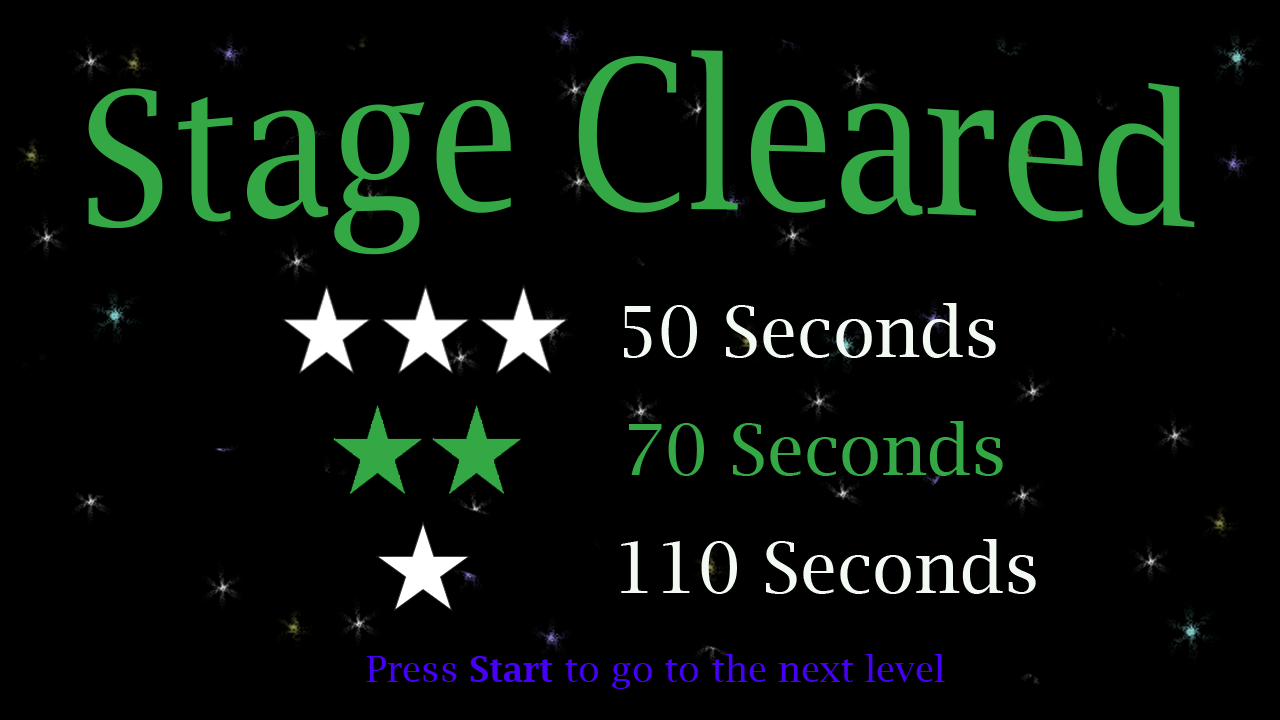 Stage Cleared
50 Seconds
70 Seconds
110 Seconds
Press Start to go to the next level